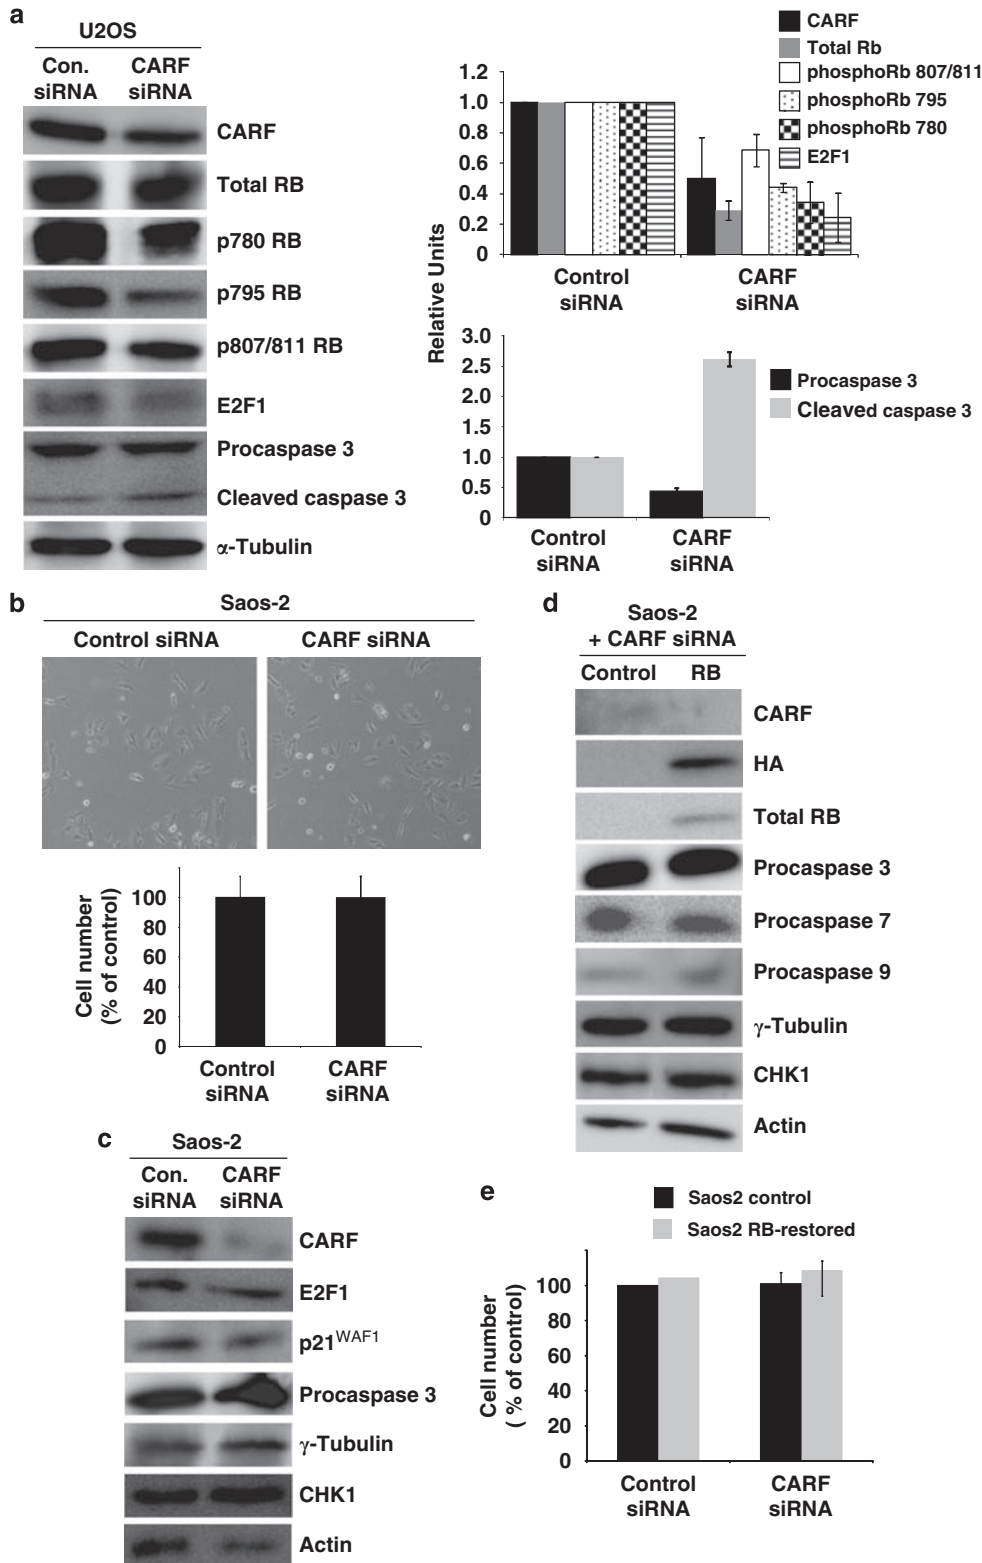 a
U2OS
Con. siRNA
CARF siRNA
CARF
Total RB
p780 RB
p795 RB
p807/811 RB
E2F1
Procaspase 3
Cleaved caspase 3
α-Tubulin
CARF
Total Rb
phosphoRb 807/811
phosphoRb 795
phosphoRb 780
E2F1
Relative Units
1.2
1.0
0.8
0.6
0.4
0.2
0
Control siRNA
CARF siRNA
3.0
2.5
2.0
1.5
1.0
0.5
0
Procaspase 3
Cleaved caspase 3
Control siRNA
CARF siRNA
b
Saos-2
Control siRNA
CARF siRNA
Cell number (% of control)
100
80
60
40
20
0
Control siRNA
CARF siRNA
c
Saos-2
Con. siRNA
CARF siRNA
CARF
E2F1
p21WAF1
Procaspase 3
γ-Tubulin
CHK1
Actin
d
Saos-2
+ CARF siRNA
Control
RB
CARF
HA
Total RB
Procaspase 3
Procaspase 7
Procaspase 9
γ-Tubulin
CHK1
Actin
e
Saos2 control
Saos2 RB-restored
Cell number ( % of control)
100
80
60
40
20
0
Control siRNA
CARF siRNA